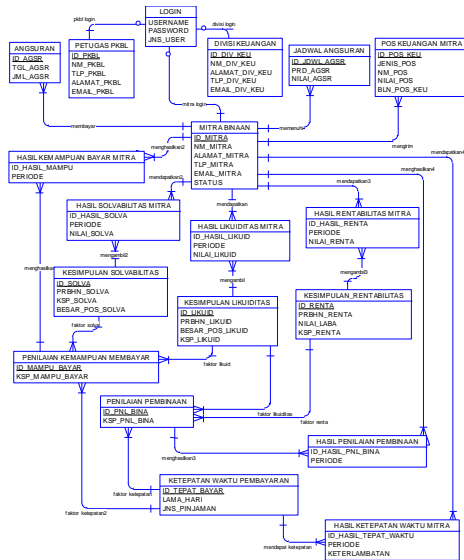 LOGIN
USERNAME
PASSWORD
JNS_USER
pkbl login
divisi login
mitra login
ANGSURAN
ID_AGSR
TGL_AGSR
JML_AGSR
PETUGAS PKBL
ID_PKBL
NM_PKBL
TLP_PKBL
ALAMAT_PKBL
EMAIL_PKBL
DIVISI KEUANGAN
ID_DIV_KEU
NM_DIV_KEU
ALAMAT_DIV_KEU
TLP_DIV_KEU
EMAIL_DIV_KEU
JADWAL ANGSURAN
ID_JDWL_AGSR
PRD_AGSR
NILAI_AGSR
POS KEUANGAN MITRA
ID_POS_KEU
JENIS_POS
NM_POS
NILAI_POS
BLN_POS_KEU
membayar
memenuhi
mengirim
MITRA BINAAN
ID_MITRA
NM_MITRA
ALAMAT_MITRA
TLP_MITRA
EMAIL_MITRA
STATUS
menghasilkan2
mendapatkan2
mendapatkan
mendapatkan3
menghasilkan4
mendapatkan4
HASIL KEMAMPUAN BAYAR MITRA
ID_HASIL_MAMPU
PERIODE
HASIL SOLVABILITAS MITRA
ID_HASIL_SOLVA
PERIODE
NILAI_SOLVA
HASIL LIKUIDITAS MITRA
ID_HASIL_LIKUID
PERIODE
NILAI_LIKUID
HASIL RENTABILITAS MITRA
ID_HASIL_RENTA
PERIODE
NILAI_RENTA
menghasilkan
mengambil2
mengambil
mengambil3
KESIMPULAN SOLVABILITAS
ID_SOLVA
PRBHN_SOLVA
KSP_SOLVA
BESAR_POS_SOLVA
KESIMPULAN LIKUIDITAS
ID_LIKUID
PRBHN_LIKUID
BESAR_POS_LIKUID
KSP_LIKUID
KESIMPULAN RENTABILITAS
ID_RENTA
PRBHN_RENTA
NILAI_LABA
KSP_RENTA
faktor solva
faktor likuid
PENILAIAN KEMAMPUAN MEMBAYAR
ID_MAMPU_BAYAR
KSP_MAMPU_BAYAR
PENILAIAN PEMBINAAN
ID_PNL_BINA
KSP_PNL_BINA
faktor likuiditas
faktor renta
HASIL PENILAIAN PEMBINAAN
ID_HASIL_PNL_BINA
PERIODE
menghasilkan3
KETEPATAN WAKTU PEMBAYARAN
ID_TEPAT_BAYAR
LAMA_HARI
JNS_PINJAMAN
faktor ketepatan
faktor ketepatan2
mendapat ketepatan
HASIL KETEPATAN WAKTU MITRA
ID_HASIL_TEPAT_WAKTU
PERIODE
KETERLAMBATAN